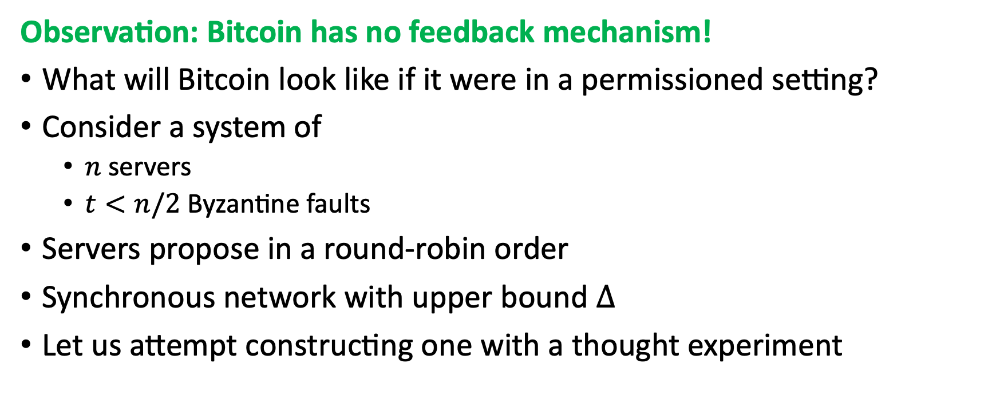 Observation: Bitcoin has no feedback mechanism!
• What will Bitcoin look like if it were in a permissioned setting?
• Consider a system of
• n servers
• t < n/2 Byzantine faults
• Servers propose in a round-robin order
• Synchronous network with upper bound Δ
• Let us attempt constructing one with a thought experiment